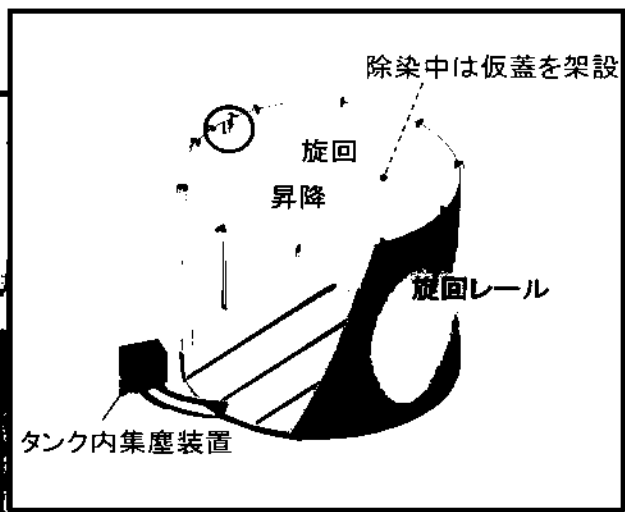 除染中は仮蓋を架設
旋回
昇降
旋回レール
タンク内集塵装置